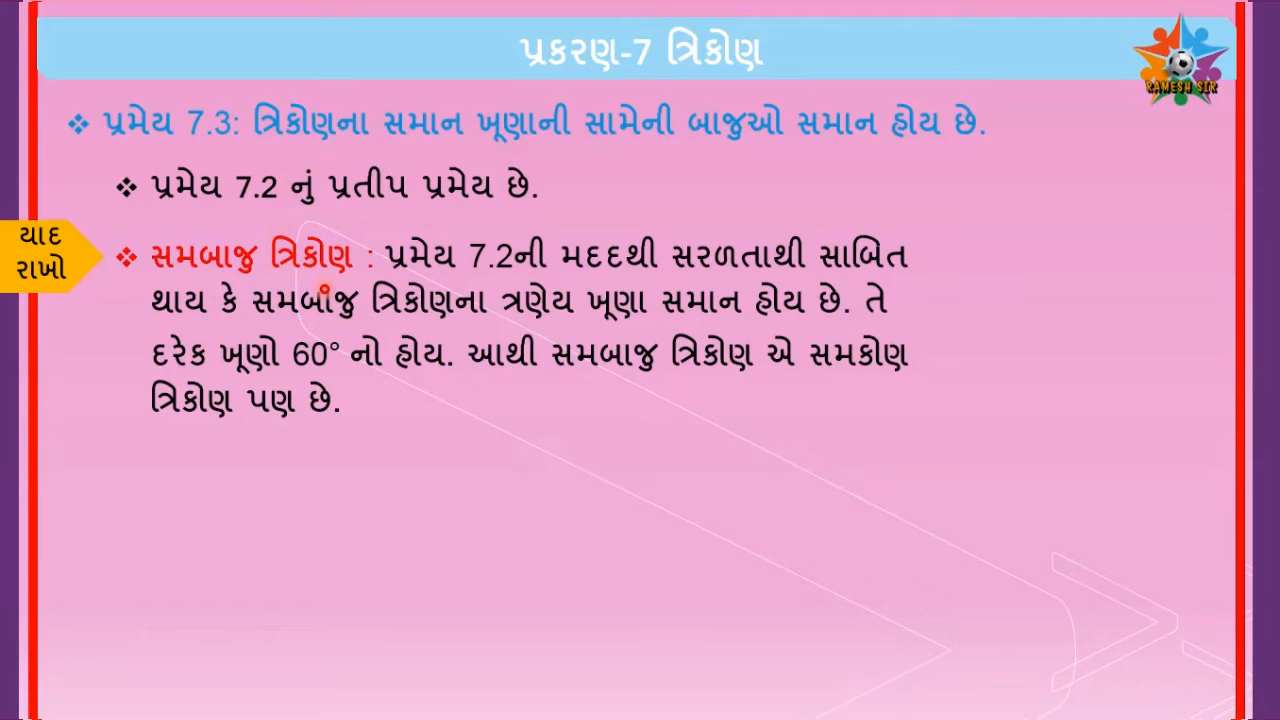 પ્રકરણ-7 ત્રિકોણ
RAMESH SIR
❖ પ્રમેય 7.3: ત્રિકોણના સમાન ખૂણાની સામેની બાજુઓ સમાન હોય છે.
❖ પ્રમેય 7.2 નું પ્રતીપ પ્રમેય છે.
યાદ
રાખો
❖ સમબાજુ ત્રિકોણ : પ્રમેય 7.2ની મદદથી સરળતાથી સાબિત
થાય કે સમબાજુ ત્રિકોણના ત્રણેય ખૂણા સમાન હોય છે. તે
દરેક ખૂણો 60° નો હોય. આથી સમબાજુ ત્રિકોણ એ સમકોણ
ત્રિકોણ પણ છે.